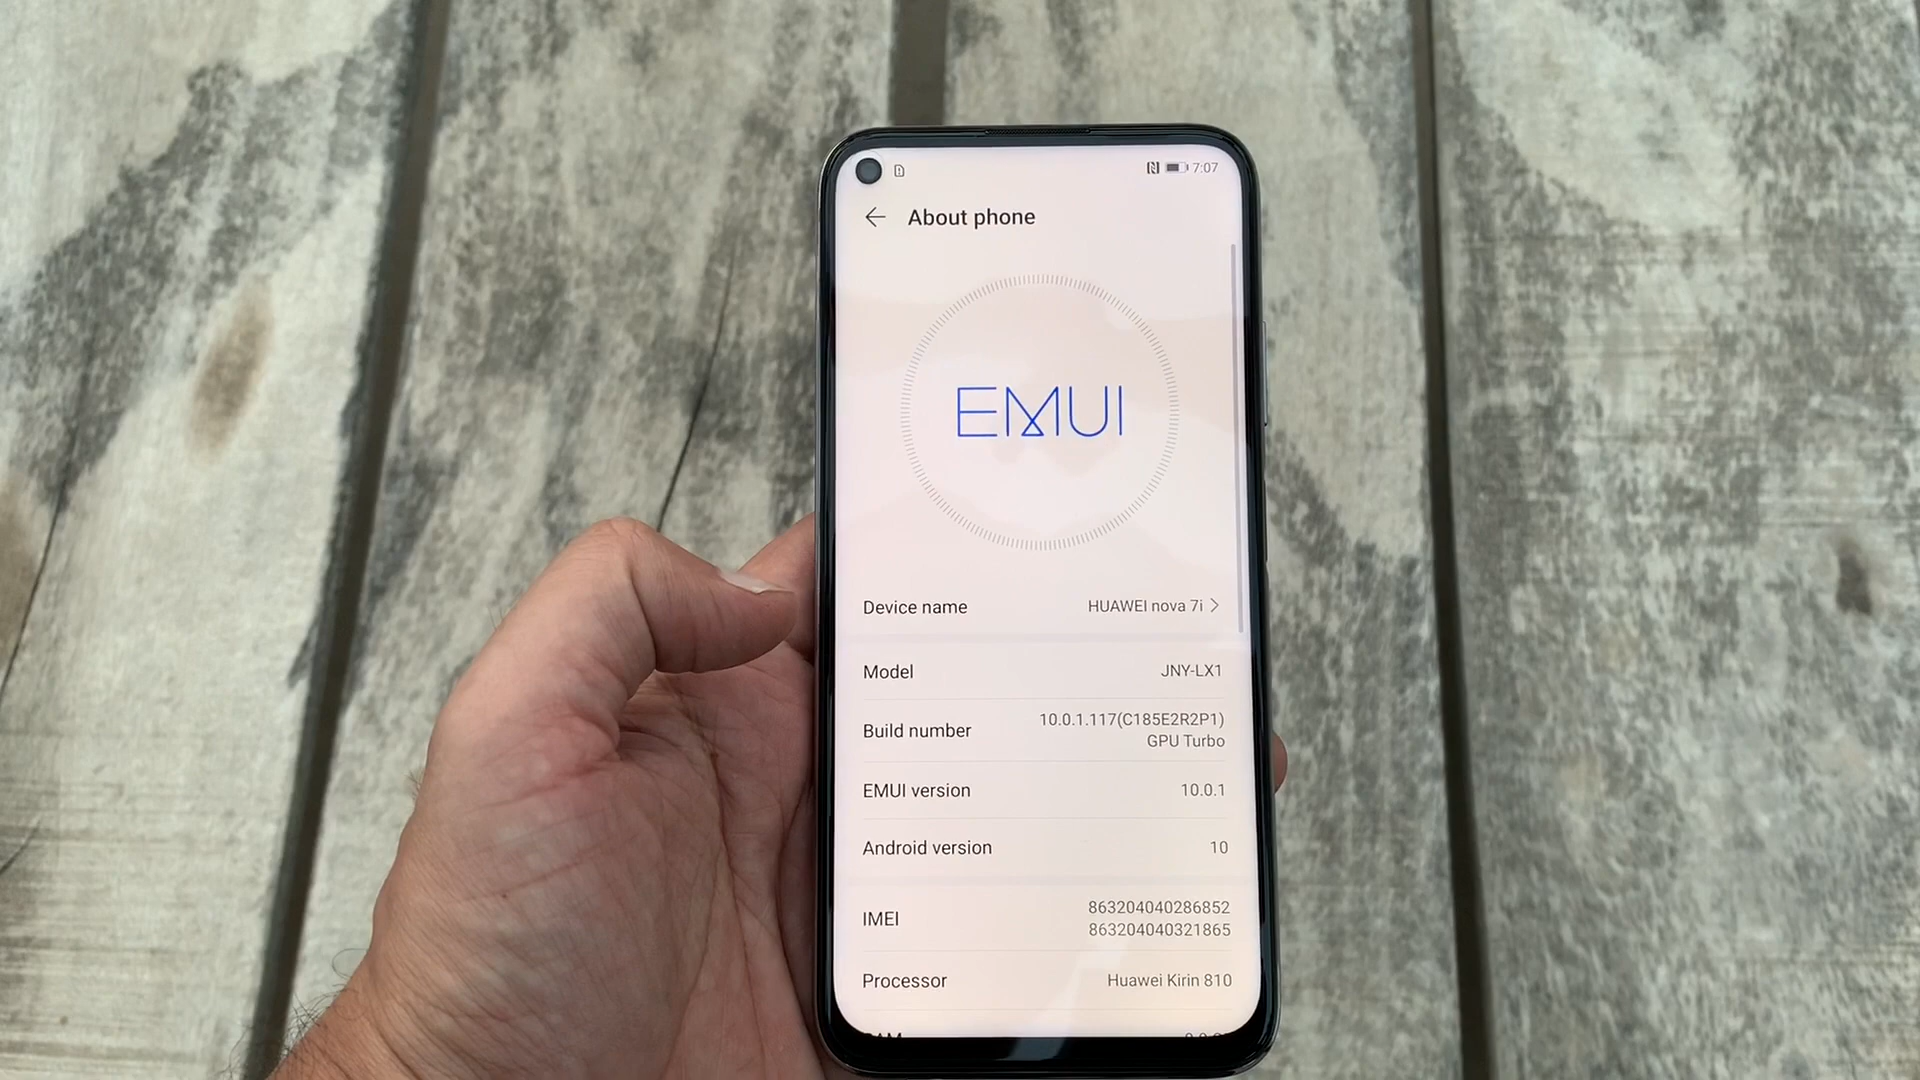 7:07
About phone
EMUI
Device name HUAWEI nova 7i
Model JNY-LX1
Build number 10.0.1.117(C185E2R2P1)
GPU Turbo
EMUI version 10.0.1
Android version 10
IMEI 863204040286852
863204040321865
Processor Huawei Kirin 810